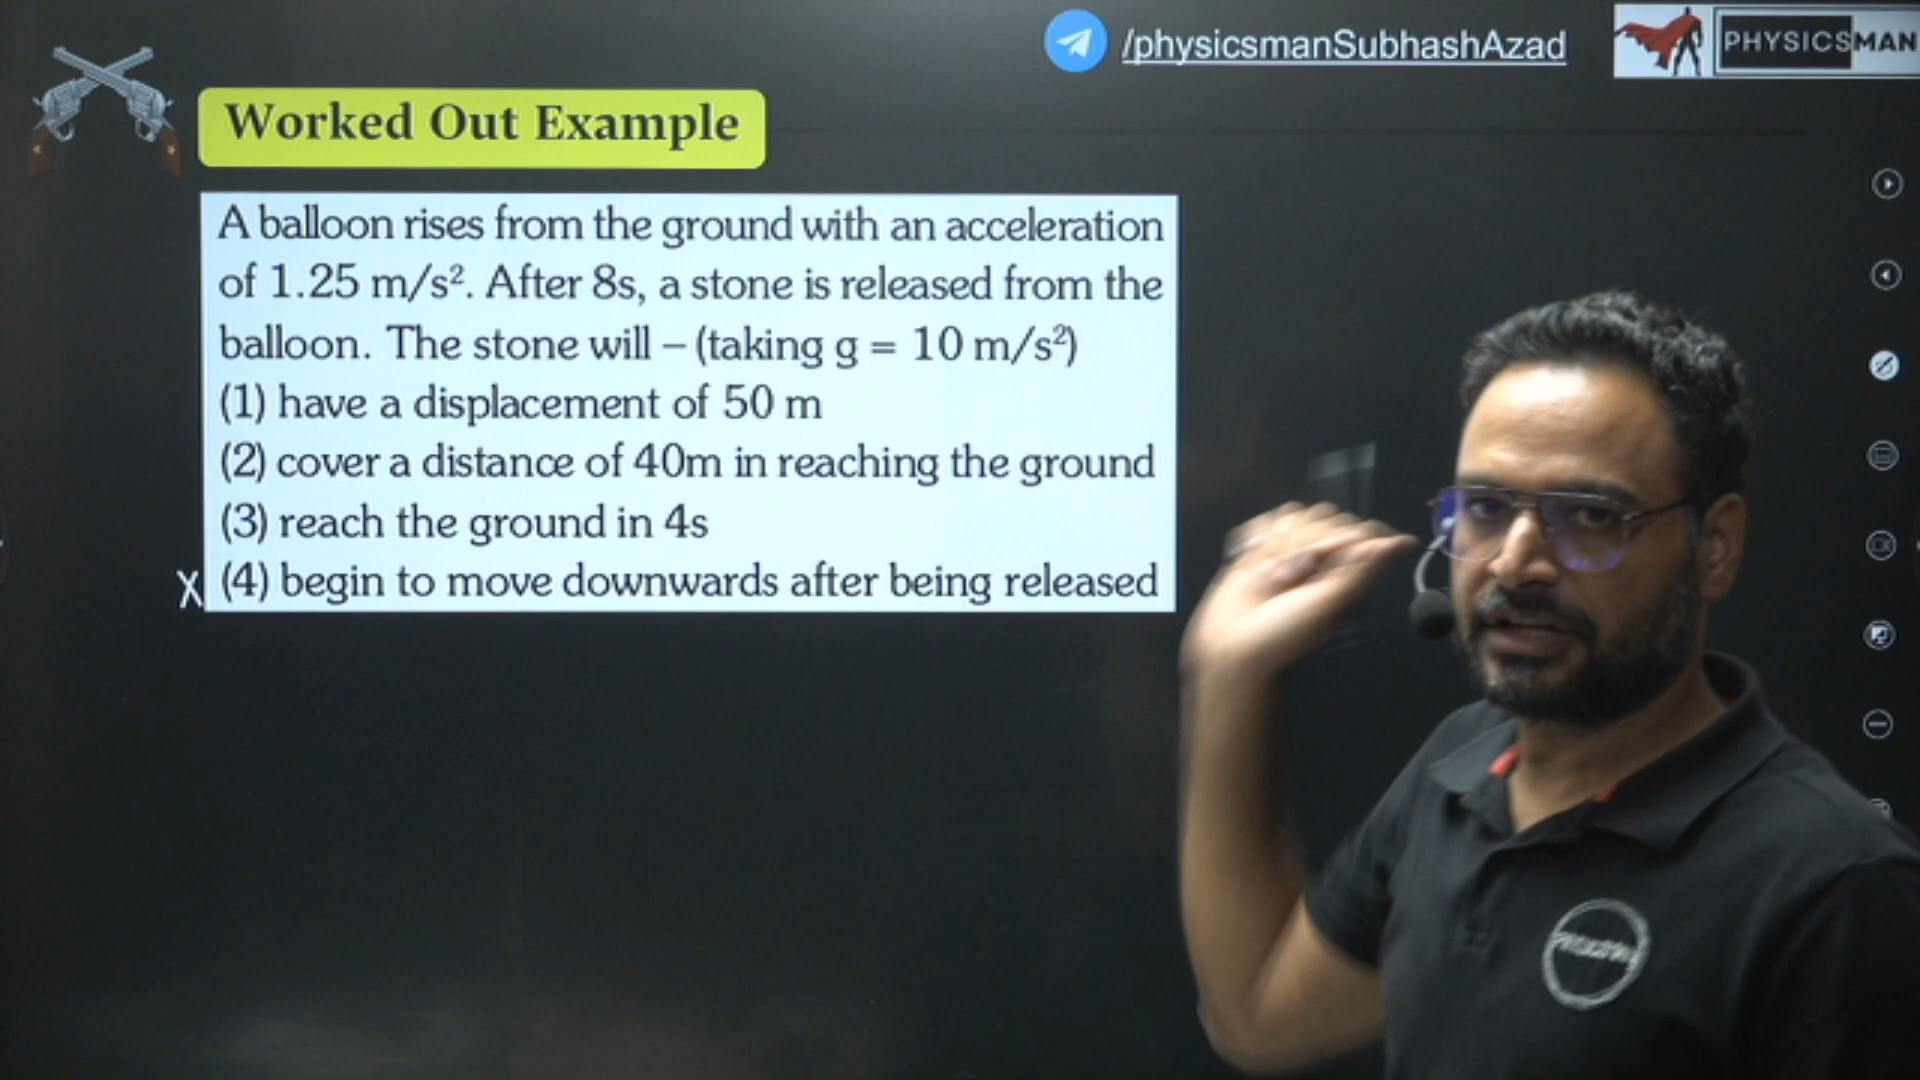 /physicsmanSubhashAzad
PHYSICSMAN
Worked Out Example
A balloon rises from the ground with an acceleration
of 1.25 m/s². After 8s, a stone is released from the
balloon. The stone will – (taking g = 10 m/s²)
(1) have a displacement of 50 m
(2) cover a distance of 40m in reaching the ground
(3) reach the ground in 4s
X (4) begin to move downwards after being released